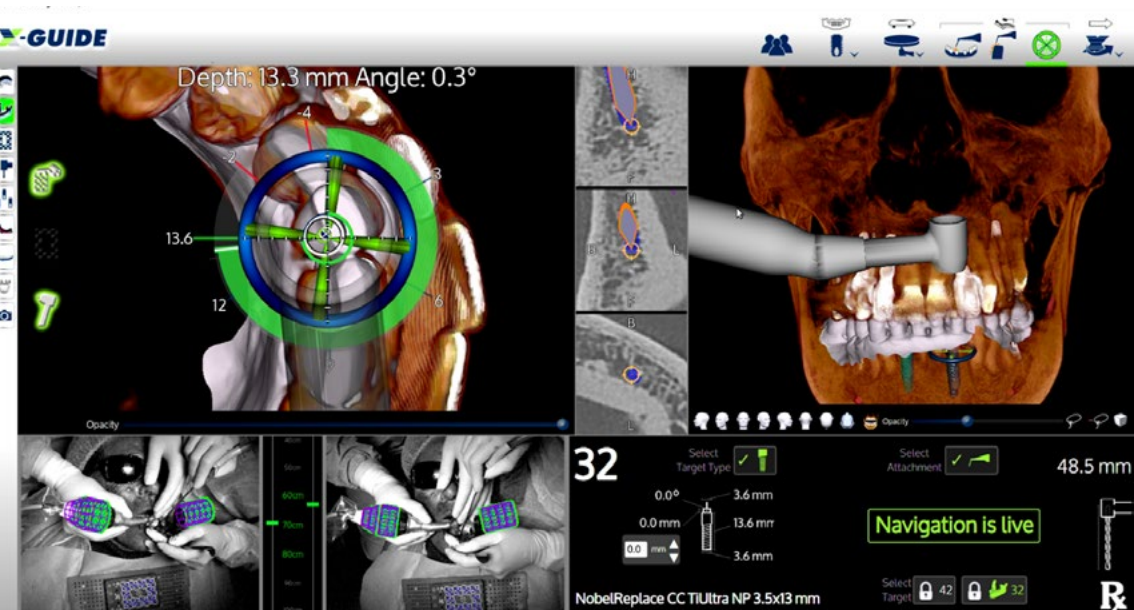 -GUIDE
Depth: 13.3 mm Angle: 0.3°
-4
-2
3
13.6
12
6
H
H
B
L
F
B
L
Opacity
Opacity
60cm
70cm
80cm
32
Select
Target Type
Select
Attachment
48.5 mm
0.0°
3.6 mm
0.0 mm
13.6 mm
0.0 mm
3.6 mm
Navigation is live
Select
Target
42
32
NobelReplace CC TiUltra NP 3.5x13 mm
Rx